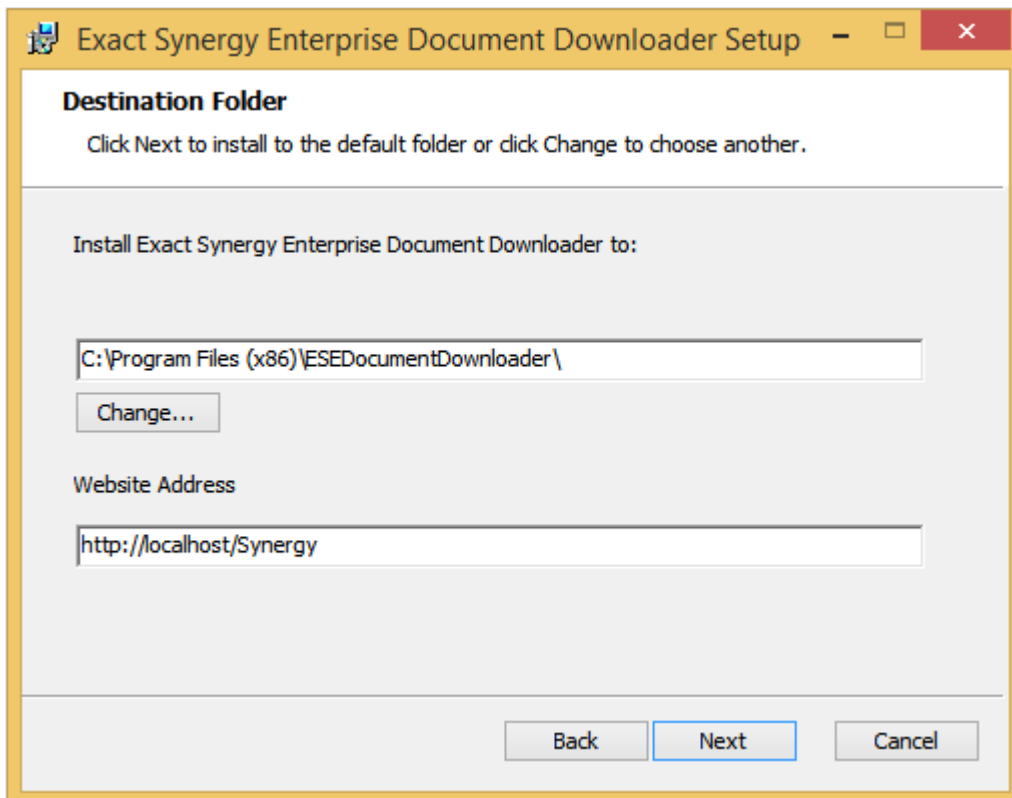 Exact Synergy Enterprise Document Downloader Setup
Destination Folder
Click Next to install to the default folder or click Change to choose another.
Install Exact Synergy Enterprise Document Downloader to:
C:\Program Files (x86)\ESEDocumentDownloader\
Change...
Website Address
http://localhost/Synergy
Back Next Cancel